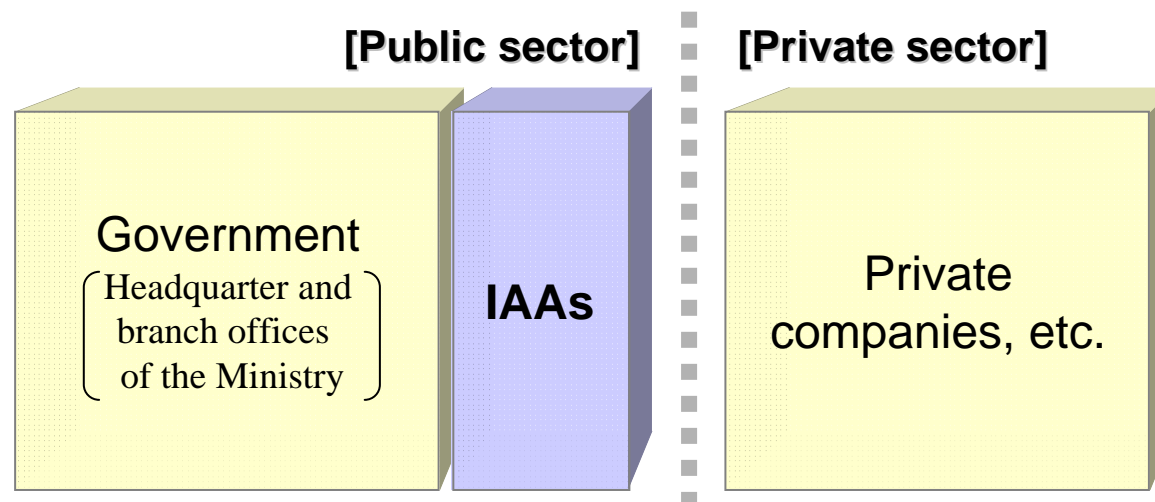 [Public sector]
[Private sector]
Government
Headquarter and
branch offices
of the Ministry
IAAs
Private
companies, etc.